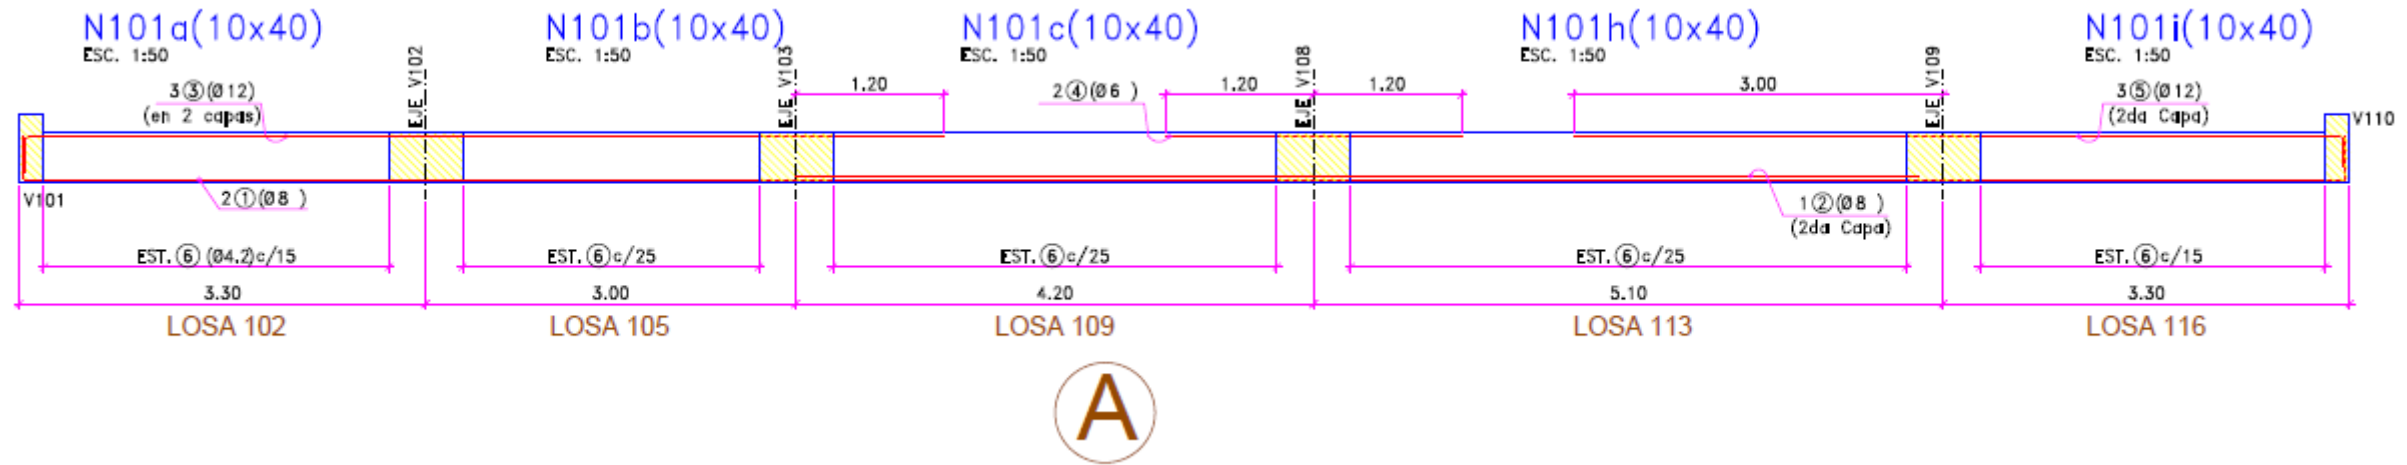 N101a(10x40)
ESC. 1:50
N101b(10x40)
ESC. 1:50
N101c(10x40)
ESC. 1:50
N101h(10x40)
ESC. 1:50
N101i(10x40)
ESC. 1:50
EJE V102
EJE V103
EJE V108
EJE V109
3③(Ø12)
(en 2 capas)
1.20
2④(Ø6 )
1.20
1.20
3.00
3⑤(Ø12)
(2da Capa)
V110
V101
2①(Ø8 )
1②(Ø8 )
(2da Capa)
EST.⑥(Ø4.2)c/15
EST.⑥c/25
EST.⑥c/25
EST.⑥c/25
EST.⑥c/15
3.30
3.00
4.20
5.10
3.30
LOSA 102
LOSA 105
LOSA 109
LOSA 113
LOSA 116
A